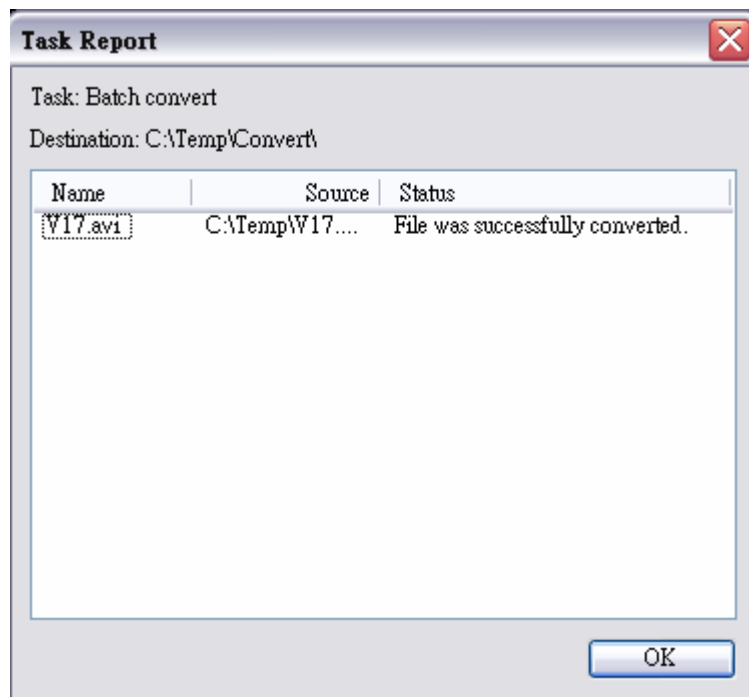 Task Report
Task: Batch convert
Destination: C:\Temp\Convert\
Name Source Status
V17.avi C:\Temp\V17.... File was successfully converted.
OK